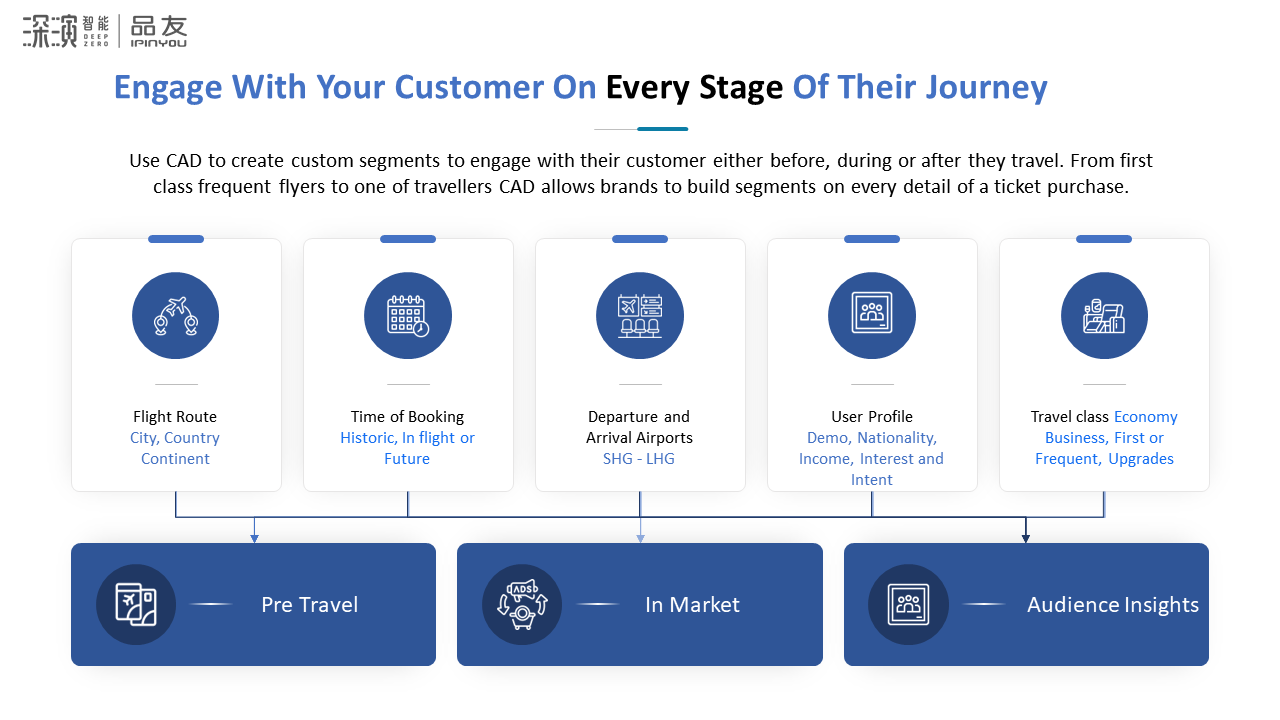 深演智能
DEEP ZERO
品友
IPINYOU
Engage With Your Customer On Every Stage Of Their Journey
Use CAD to create custom segments to engage with their customer either before, during or after they travel. From first
class frequent flyers to one of travellers CAD allows brands to build segments on every detail of a ticket purchase.
Flight Route
City, Country
Continent
Time of Booking
Historic, In flight or
Future
Departure and
Arrival Airports
SHG - LHG
User Profile
Demo, Nationality,
Income, Interest and
Intent
Travel class Economy
Business, First or
Frequent, Upgrades
Pre Travel
ADS
In Market
Audience Insights